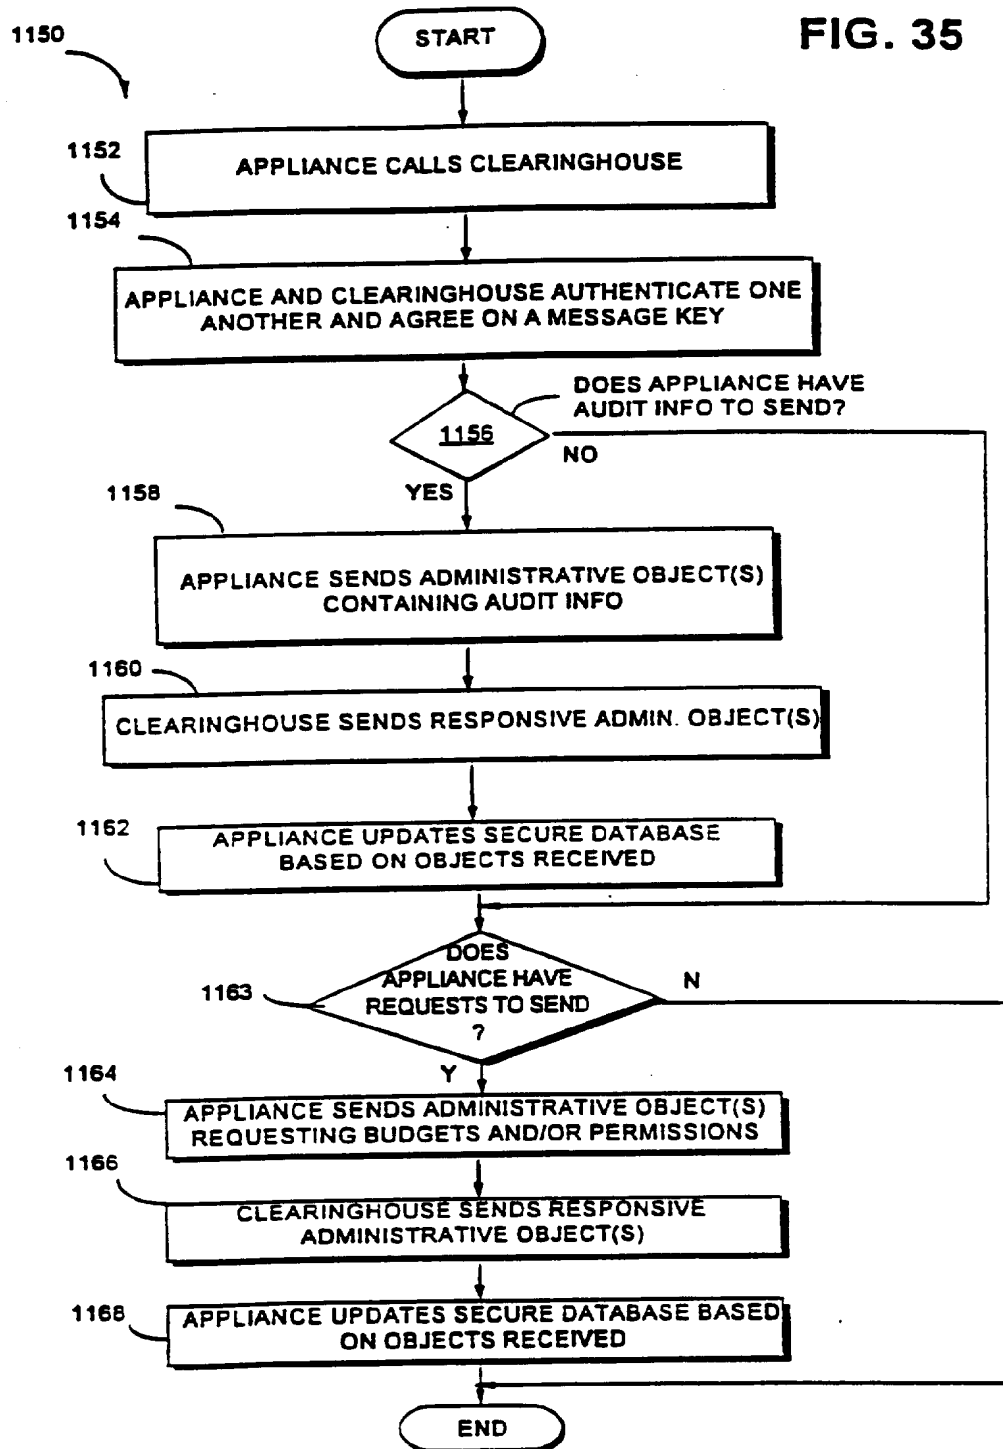 FIG. 35
1150
START
1152
APPLIANCE CALLS CLEARINGHOUSE
1154
APPLIANCE AND CLEARINGHOUSE AUTHENTICATE ONE
ANOTHER AND AGREE ON A MESSAGE KEY
DOES APPLIANCE HAVE
AUDIT INFO TO SEND?
1156
NO
YES
1158
APPLIANCE SENDS ADMINISTRATIVE OBJECT(S)
CONTAINING AUDIT INFO
1160
CLEARINGHOUSE SENDS RESPONSIVE ADMIN. OBJECT(S)
1162
APPLIANCE UPDATES SECURE DATABASE
BASED ON OBJECTS RECEIVED
DOES
APPLIANCE HAVE
REQUESTS TO SEND
?
1163
N
Y
1164
APPLIANCE SENDS ADMINISTRATIVE OBJECT(S)
REQUESTING BUDGETS AND/OR PERMISSIONS
1166
CLEARINGHOUSE SENDS RESPONSIVE
ADMINISTRATIVE OBJECT(S)
1168
APPLIANCE UPDATES SECURE DATABASE BASED
ON OBJECTS RECEIVED
END